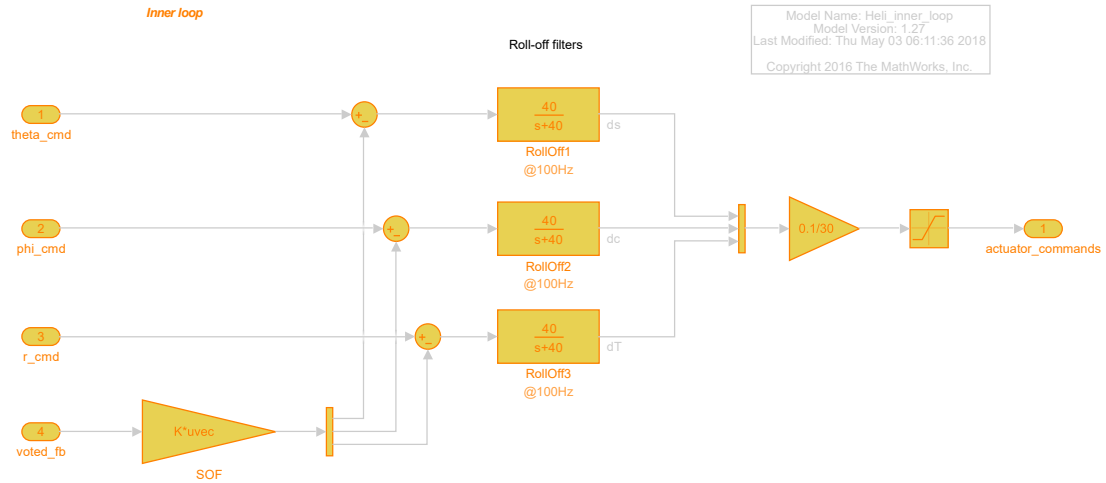 Inner loop
Model Name: Heli_inner_loop
Model Version: 1.27
Last Modified: Thu May 03 06:11:36 2018
Copyright 2016 The MathWorks, Inc.
Roll-off filters
1
theta_cmd
+_
40
s+40
ds
RollOff1
@100Hz
2
phi_cmd
+_
40
s+40
dc
RollOff2
@100Hz
0.1/30
1
actuator_commands
3
r_cmd
+_
40
s+40
dT
RollOff3
@100Hz
4
voted_fb
K*uvec
SOF